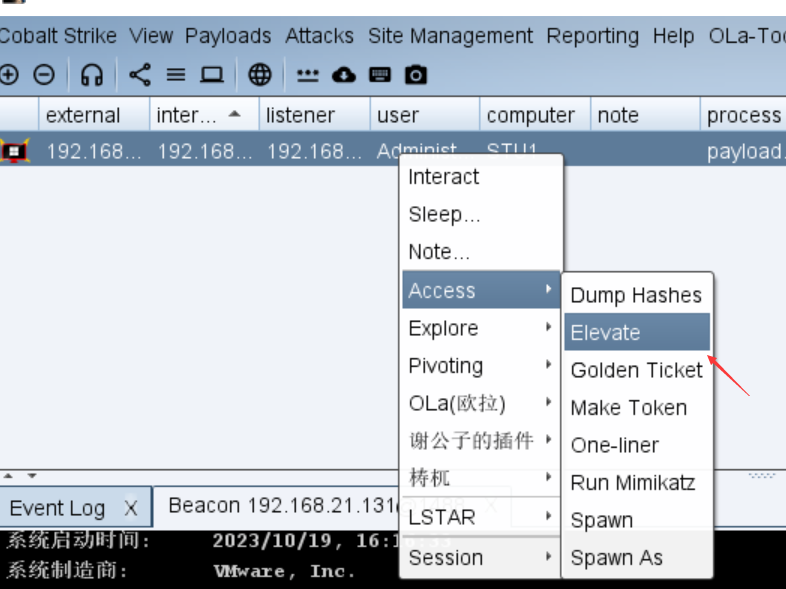 Cobalt Strike View Payloads Attacks Site Management Reporting Help OLa-Too
external inter... listener user computer note process
192.168... 192.168... 192.168... Administ... STU1 payload.
Interact
Sleep...
Note...
Access
Dump Hashes
Explore
Elevate
Pivoting
Golden Ticket
OLa(欧拉)
Make Token
谢公子的插件
One-liner
梼杌
Run Mimikatz
Event Log X Beacon 192.168.21.131
LSTAR
Spawn
系统启动时间: 2023/10/19, 16:1
Session
Spawn As
系统制造商: VMware, Inc.